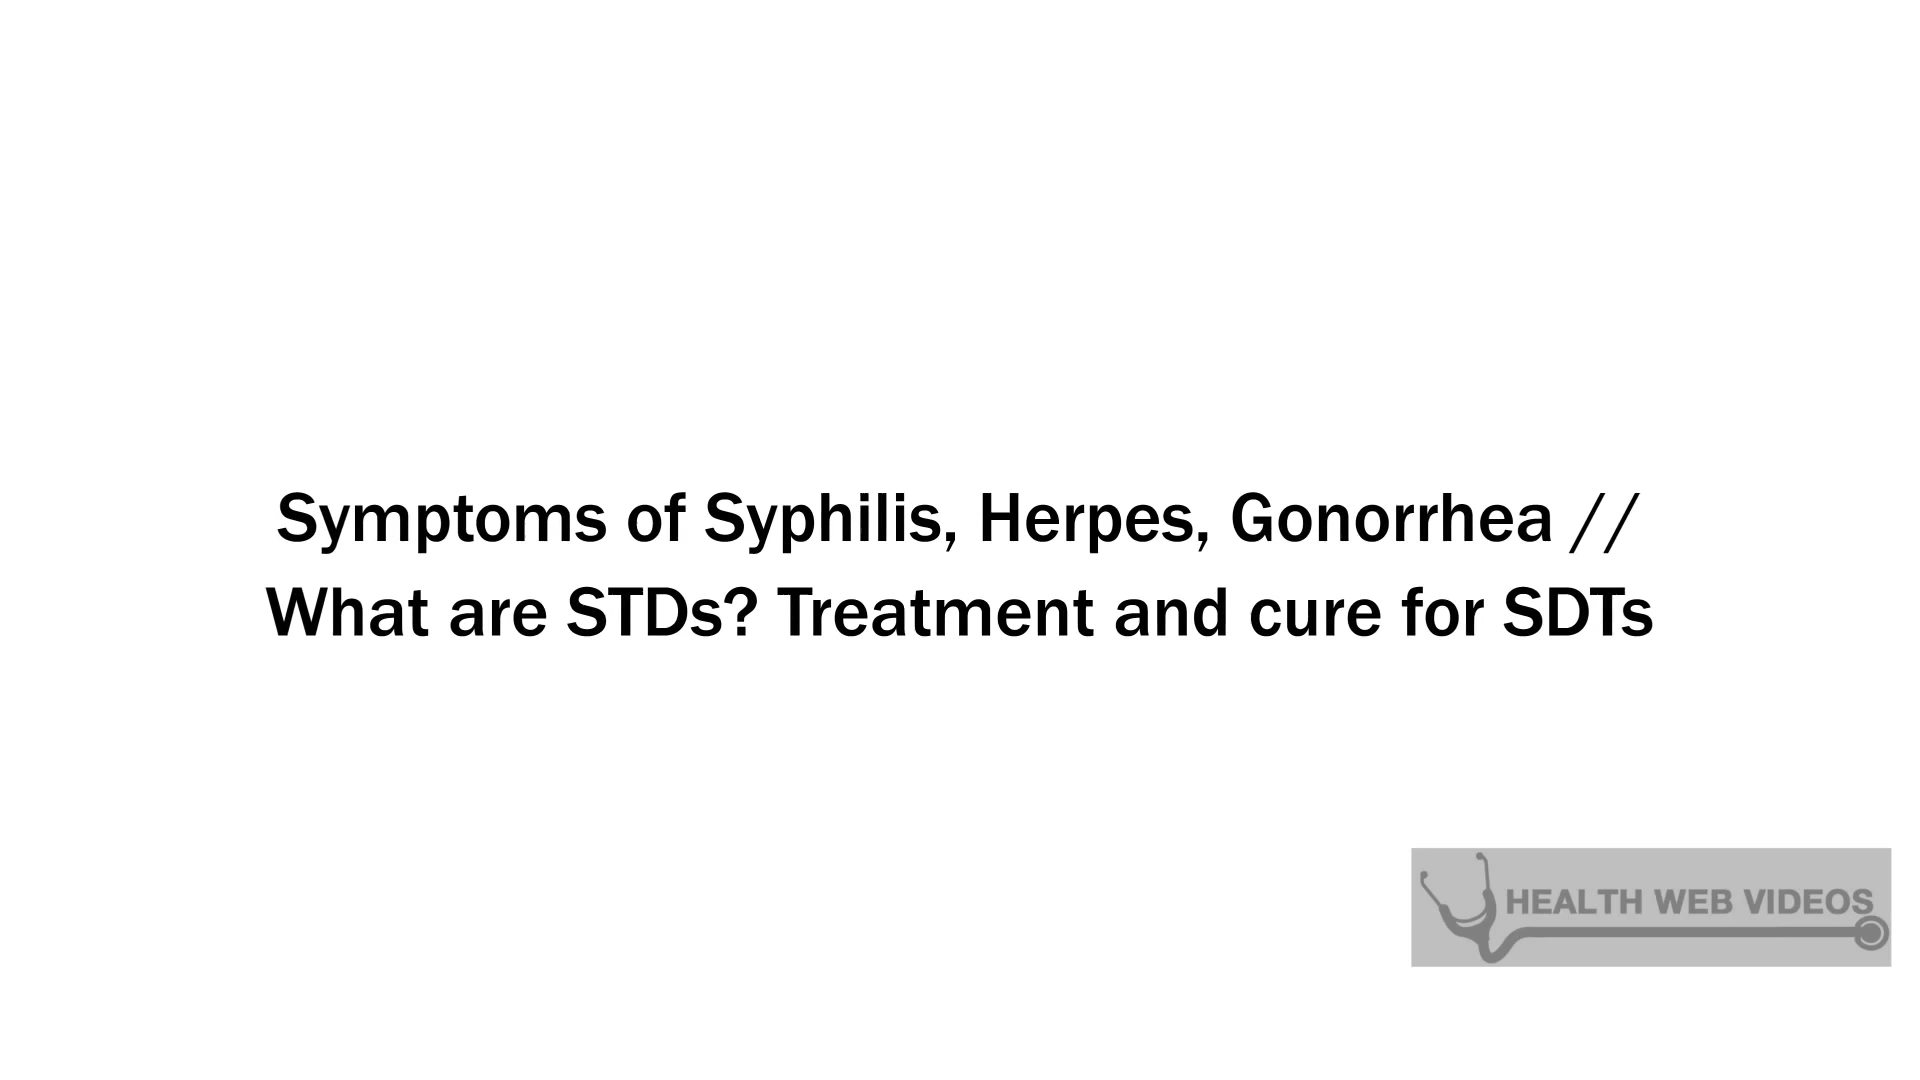 Symptoms of Syphilis, Herpes, Gonorrhea //
What are STDs? Treatment and cure for SDTs
HEALTH WEB VIDEOS